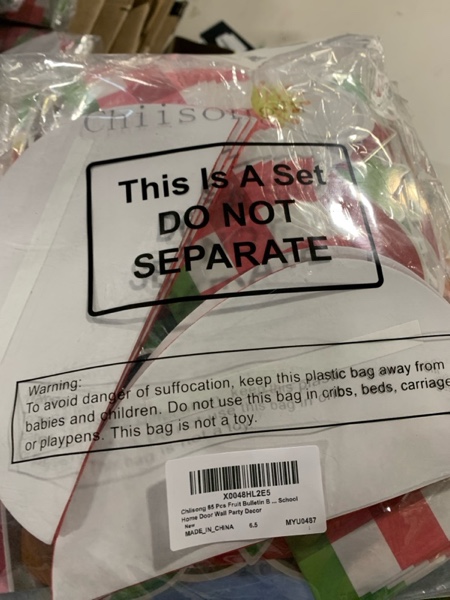 Chiisong
This Is A Set
DO NOT
SEPARATE
Warning:
To avoid danger of suffocation, keep this plastic bag away from
babies and children. Do not use this bag in cribs, beds, carriage
or playpens. This bag is not a toy.
X0048HL2E5
Chiisong 85 Pcs Fruit Bulletin B ... School
Home Door Wall Party Decor
New
MADE_IN_CHINA 6.5 MYU0487